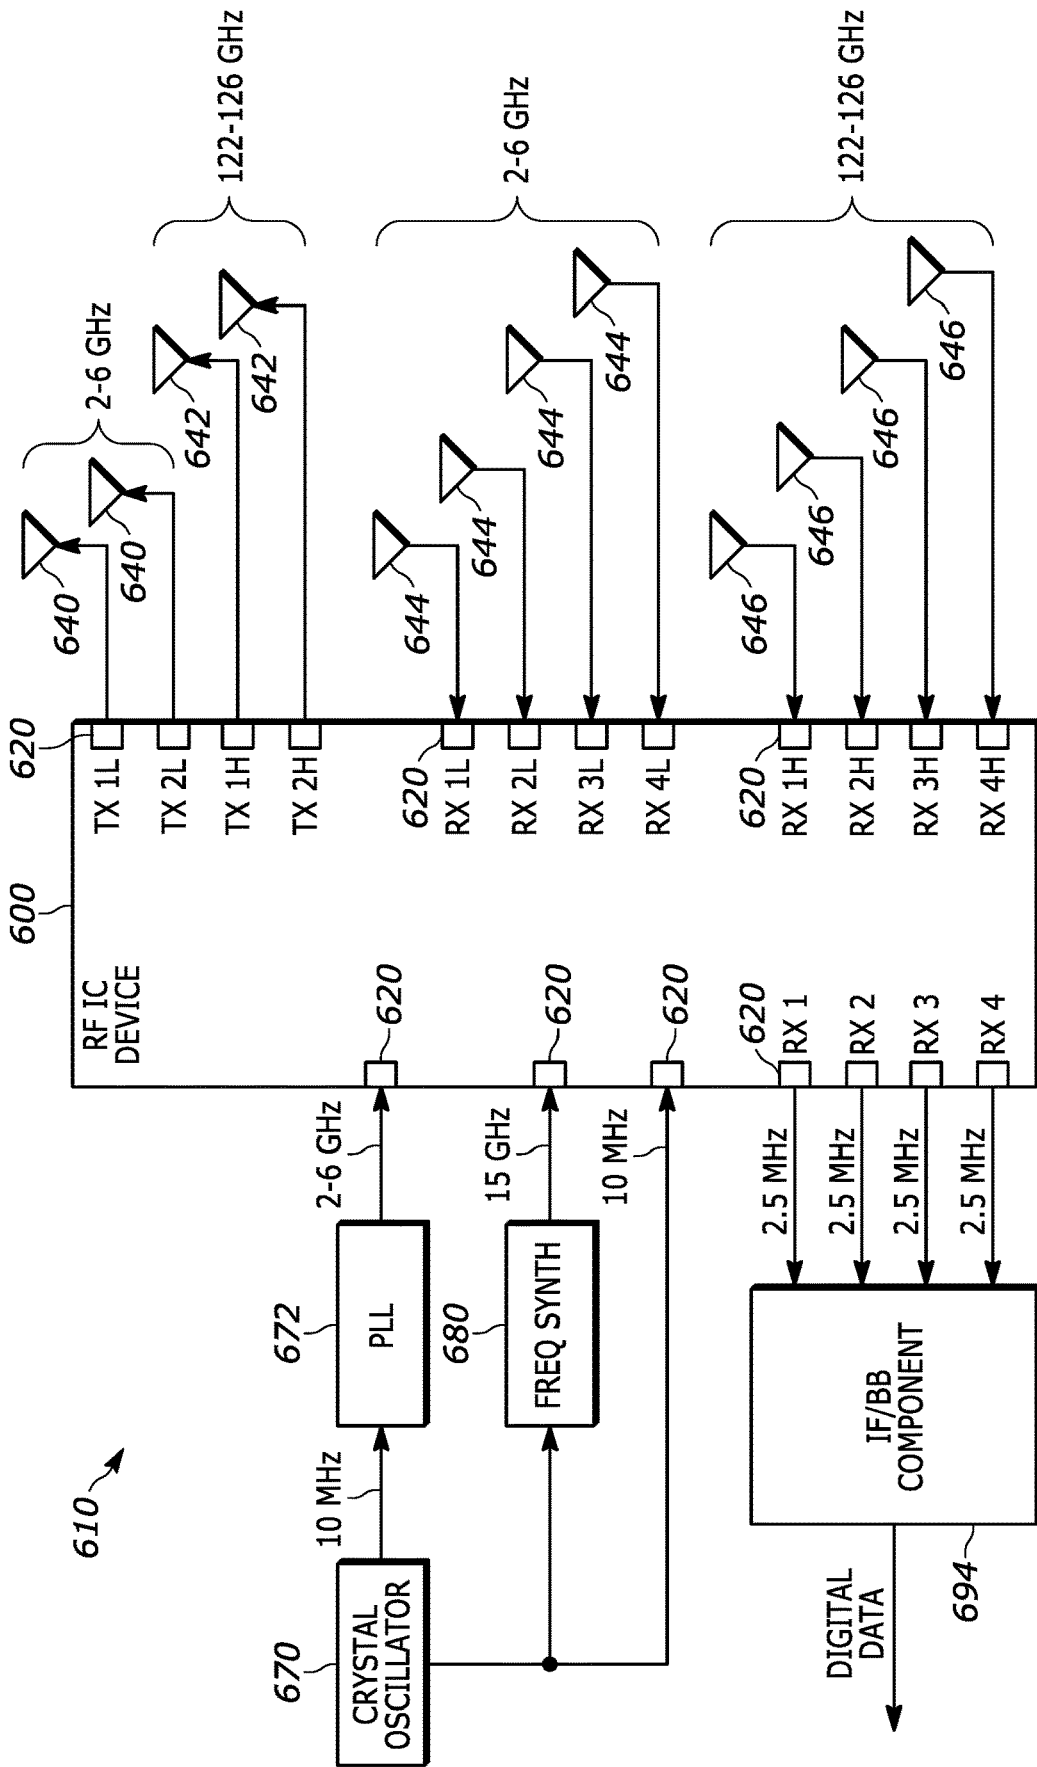 610
670
CRYSTAL
OSCILLATOR
10 MHz
672
PLL
2-6 GHz
680
FREQ SYNTH
15 GHz
10 MHz
620
620
620
600
RF IC
DEVICE
620
TX 1L
TX 2L
TX 1H
TX 2H
640
640
2-6 GHz
642
642
122-126 GHz
620
RX 1L
RX 2L
RX 3L
RX 4L
644
644
644
644
2-6 GHz
620
RX 1H
RX 2H
RX 3H
RX 4H
646
646
646
646
122-126 GHz
620
RX 1
RX 2
RX 3
RX 4
2.5 MHz
2.5 MHz
2.5 MHz
2.5 MHz
IF/BB
COMPONENT
694
DIGITAL
DATA